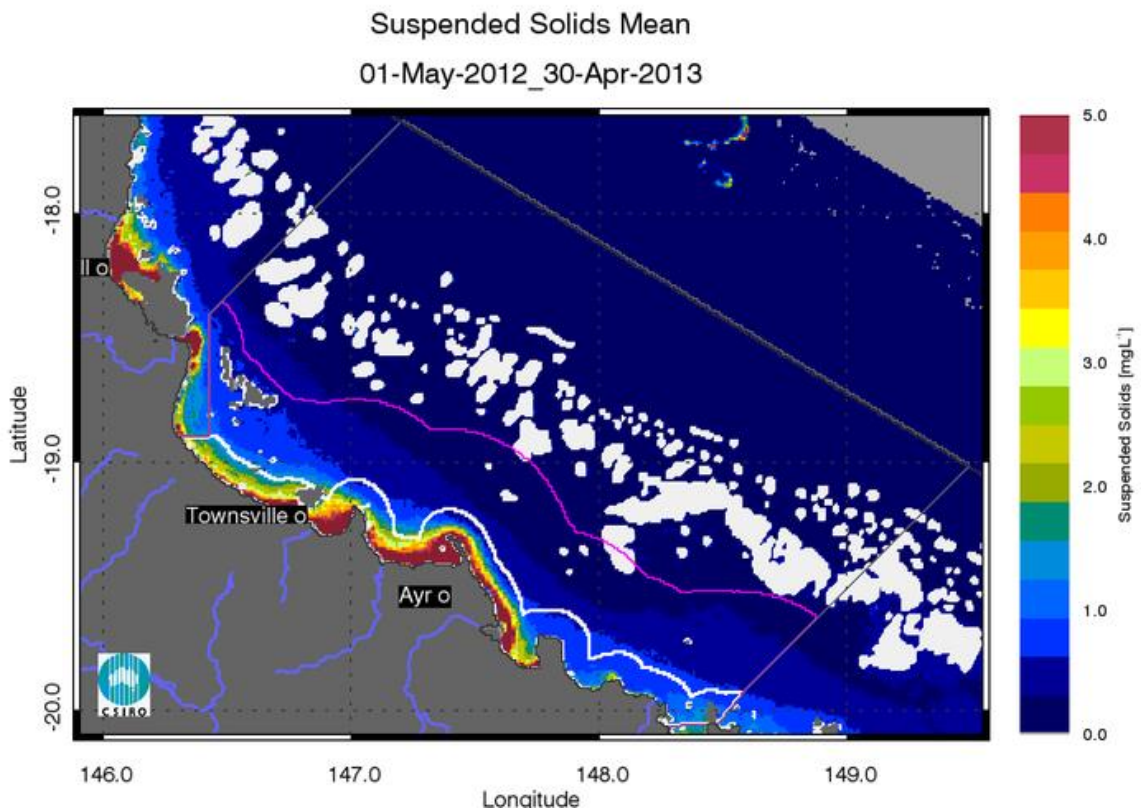 Suspended Solids Mean
01-May-2012_30-Apr-2013
5.0
4.0
3.0
2.0
1.0
0.0
Suspended Solids [mgL⁻¹]
-18.0
-19.0
-20.0
Latitude
ll o
Townsville o
Ayr o
CSIRO
146.0
147.0
148.0
149.0
Longitude